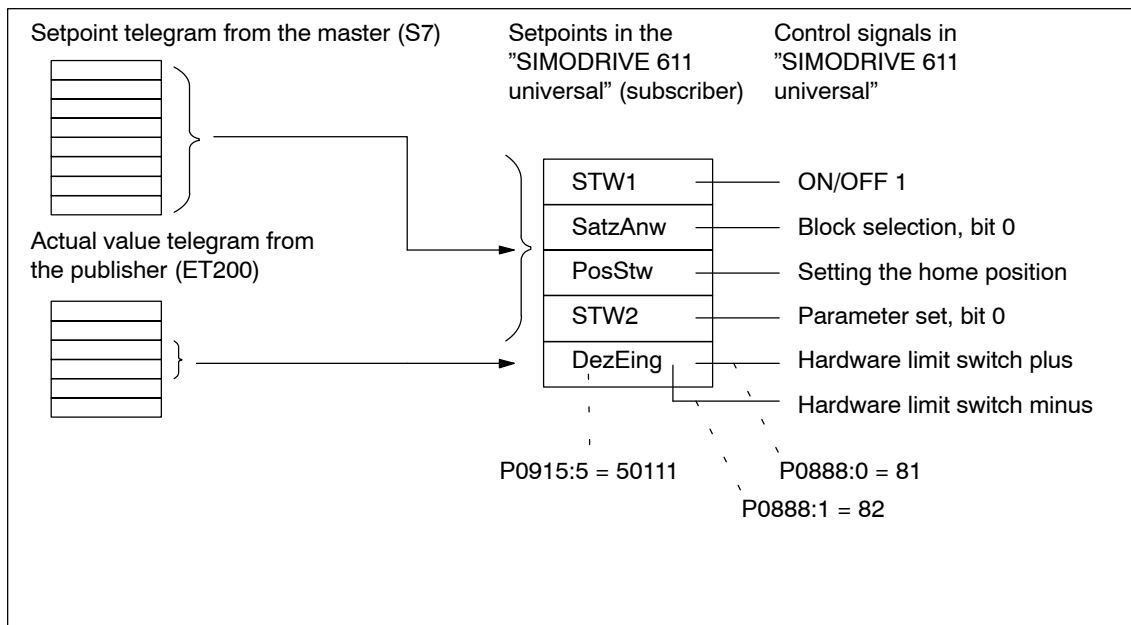 Setpoint telegram from the master (S7)
Setpoints in the
”SIMODRIVE 611
universal” (subscriber)
Control signals in
”SIMODRIVE 611
universal”
STW1
ON/OFF 1
Actual value telegram from
the publisher (ET200)
SatzAnw
Block selection, bit 0
PosStw
Setting the home position
STW2
Parameter set, bit 0
DezEing
Hardware limit switch plus
Hardware limit switch minus
P0915:5 = 50111
P0888:0 = 81
P0888:1 = 82